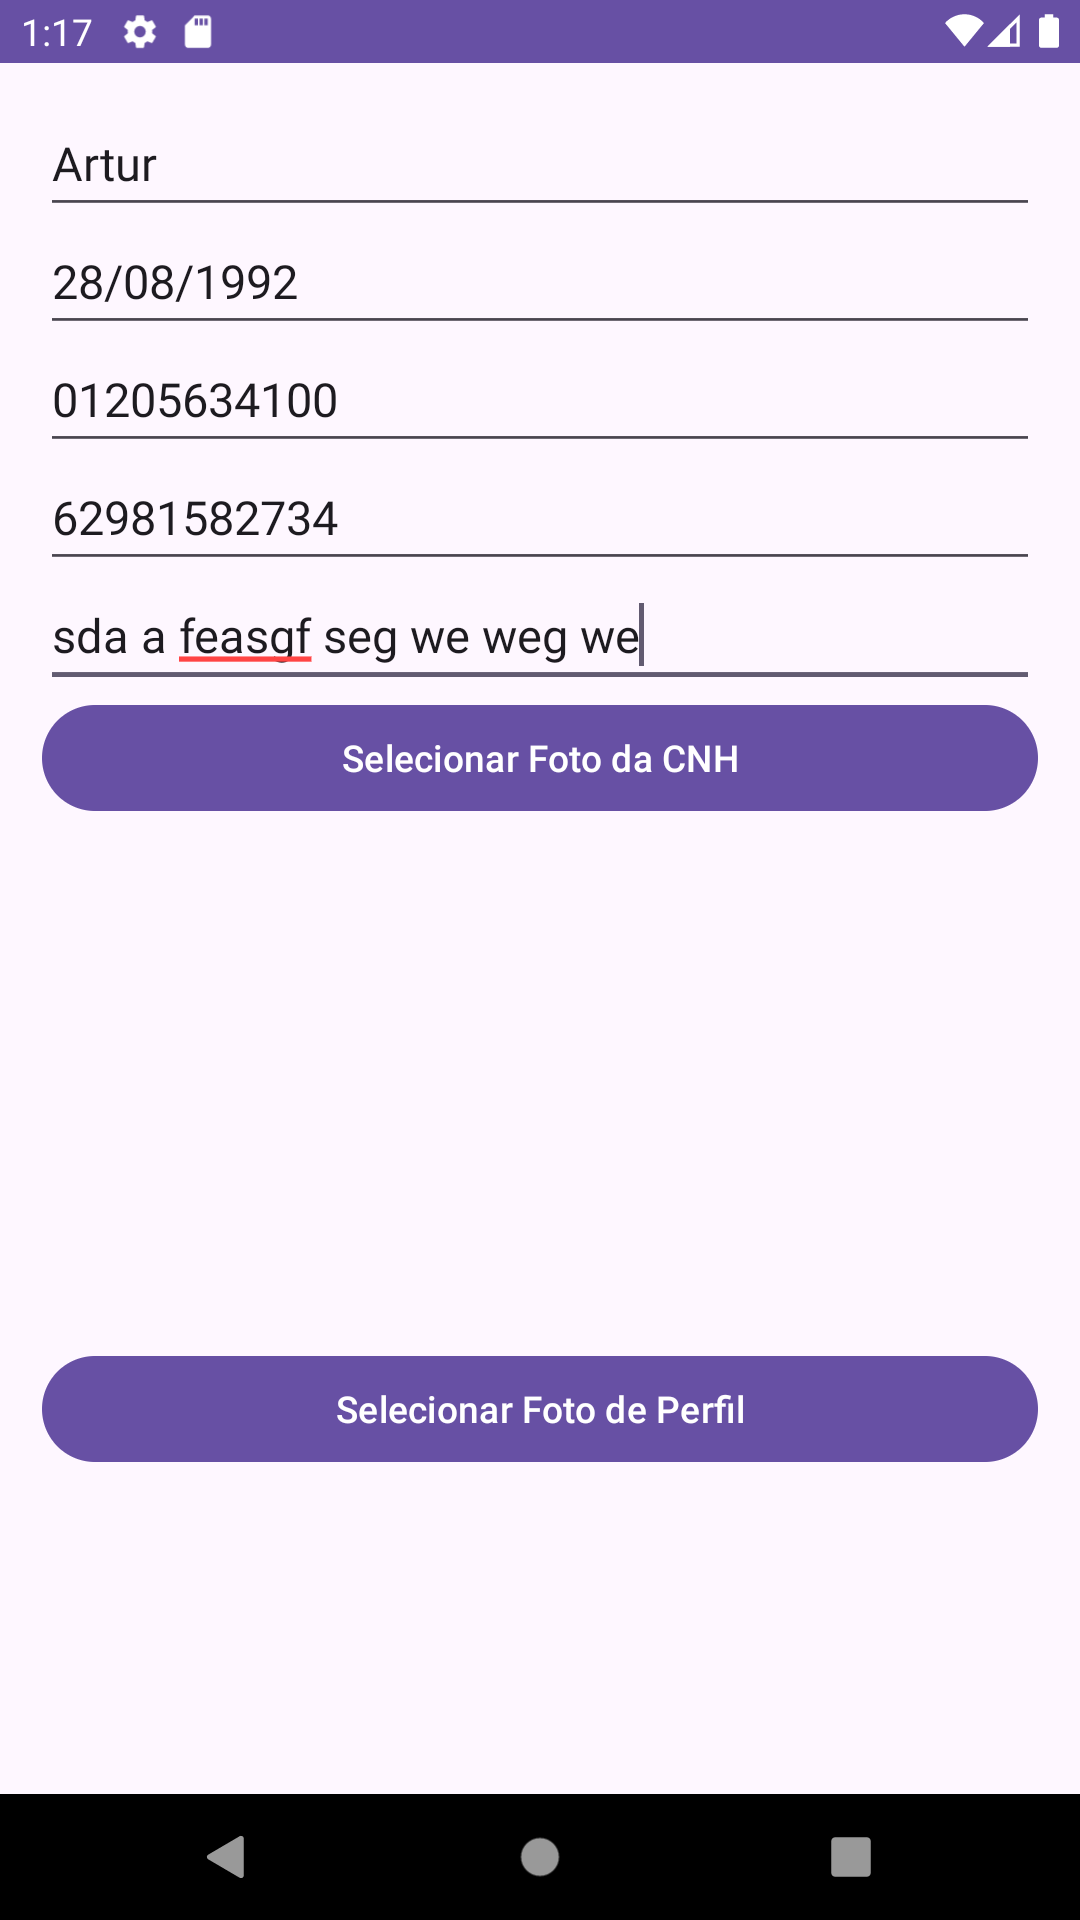 1:17
Artur
28/08/1992
01205634100
62981582734
sda a feasgf seg we weg we
Selecionar Foto da CNH
Selecionar Foto de Perfil